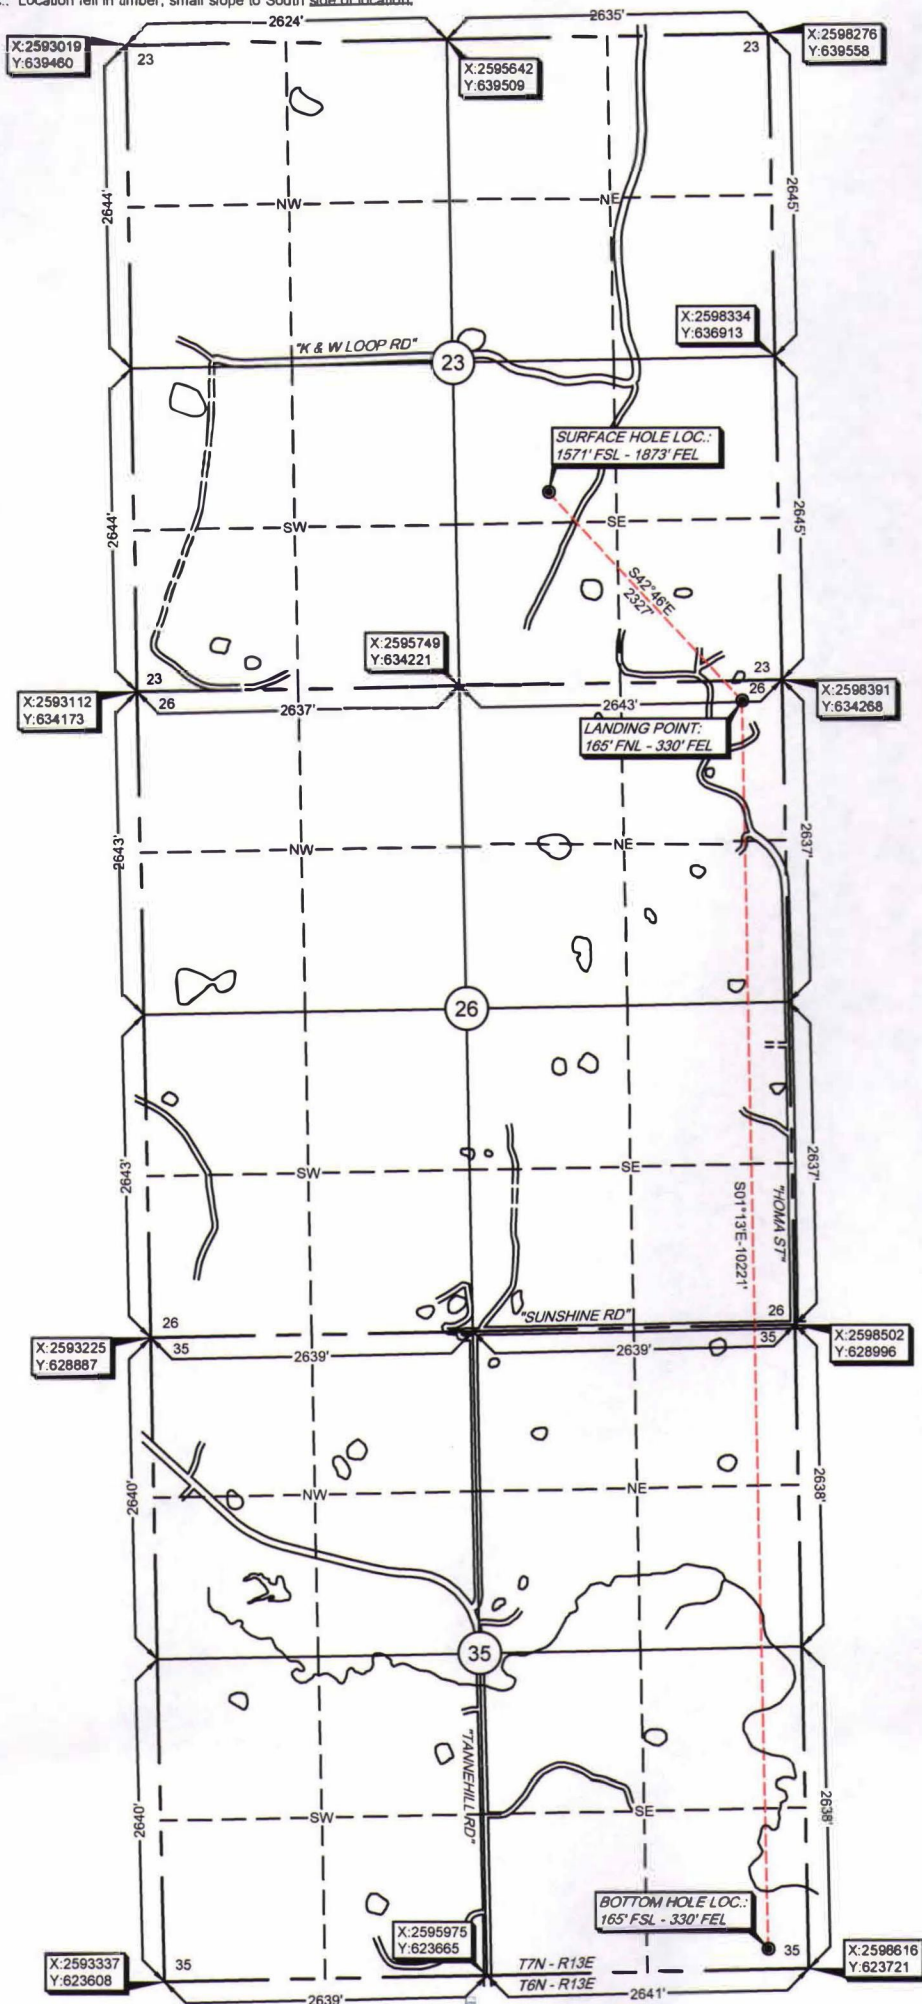 Location fell in timber, small slope to South side of location.
2624'
2635'
X:2593019
Y:639460
23
X:2595642
Y:639509
23
X:2598276
Y:639558
2644'
NW
NE
2645'
X:2598334
Y:636913
"K & W LOOP RD"
23
SURFACE HOLE LOC.:
1571' FSL - 1873' FEL
2644'
SW
SE
2645'
S42°46'E
2327'
X:2595749
Y:634221
23
23
X:2593112
Y:634173
26
2637'
2643'
26
X:2598391
Y:634268
LANDING POINT:
165' FNL - 330' FEL
2643'
NW
NE
2637'
26
2643'
SW
SE
2637'
S01°13'E-10221'
"HOMA ST"
26
"SUNSHINE RD"
26
X:2593225
Y:628887
35
2639'
2639'
35
X:2598502
Y:628996
2640'
NW
NE
2638'
35
2640'
SW
"TANNEHILL RD"
SE
2638'
BOTTOM HOLE LOC.:
165' FSL - 330' FEL
X:2593337
Y:623608
35
X:2595975
Y:623665
T7N - R13E
T6N - R13E
35
X:2598616
Y:623721
2639'
2641'